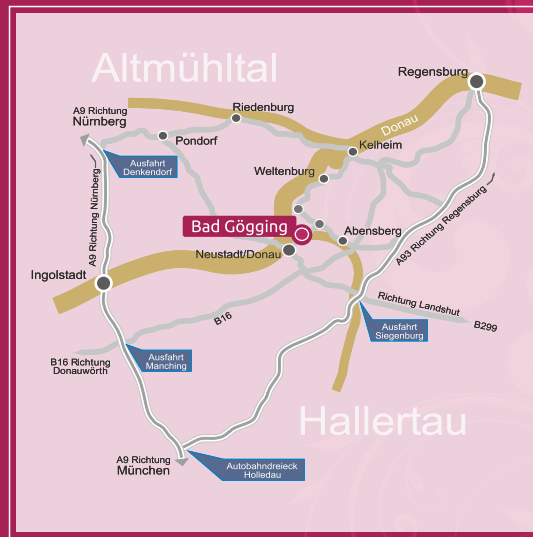 Altmühltal
Regensburg
A9 Richtung
Nürnberg
Riedenburg
Donau
Pondorf
Kelheim
Ausfahrt
Denkendorf
Weltenburg
A9 Richtung Nürnberg
Bad Gögging
Abensberg
A93 Richtung Regensburg
Neustadt/Donau
Ingolstadt
Richtung Landshut
B299
B16
Ausfahrt
Siegenburg
B16 Richtung
Donauwörth
Ausfahrt
Manching
Hallertau
A9 Richtung
München
Autobahndreieck
Holledau